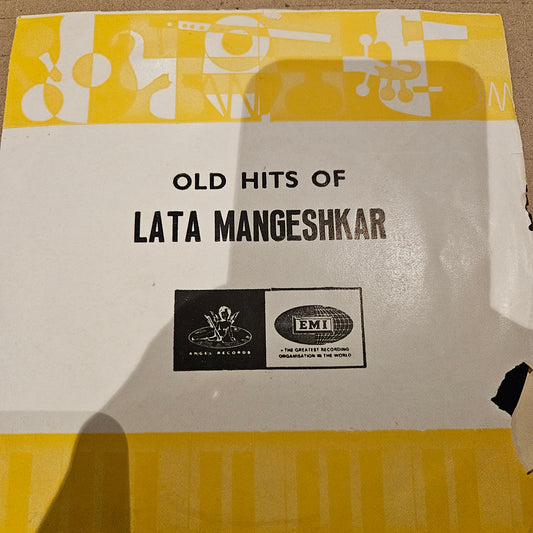 OLD HITS OF
LATA MANGESHKAR
ANGEL RECORDS
EMI
• THE GREATEST RECORDING
ORGANISATION IN THE WORLD